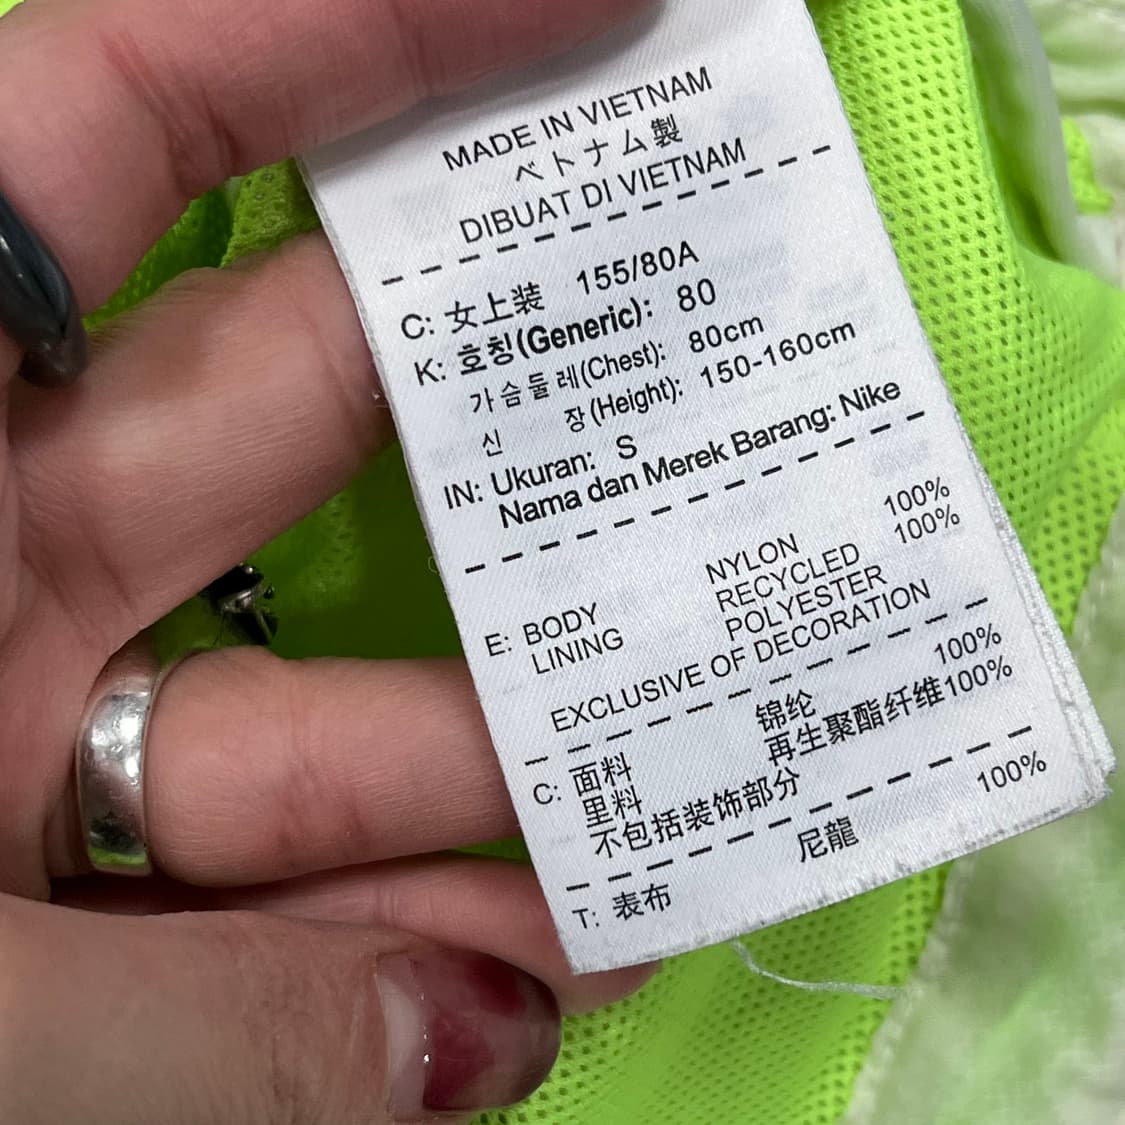 MADE IN VIETNAM
ベトナム製
DIBUAT DI VIETNAM
C: 女上装 155/80A
K: 호칭(Generic): 80
가슴둘레(Chest): 80cm
신 장(Height): 150-160cm
IN: Ukuran: S
Nama dan Merek Barang: Nike
E: BODY NYLON 100%
LINING RECYCLED 100%
POLYESTER
EXCLUSIVE OF DECORATION
C: 面料 锦纶 100%
里料 再生聚酯纤维100%
不包括装饰部分
T: 表布 尼龍 100%